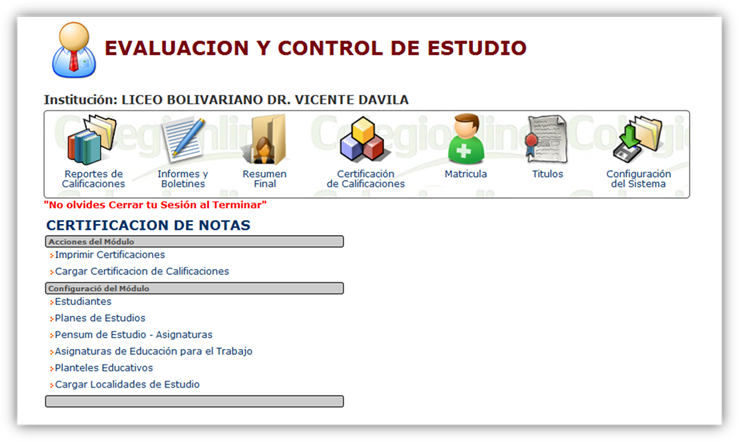 EVALUACION Y CONTROL DE ESTUDIO
Institución: LICEO BOLIVARIANO DR. VICENTE DAVILA
Reportes de
Calificaciones
Informes y
Boletines
Resumen
Final
Certificación
de Calificaciones
Matricula
Titulos
Configuración
del Sistema
"No olvides Cerrar tu Sesión al Terminar"
CERTIFICACION DE NOTAS
Acciones del Módulo
Imprimir Certificaciones
Cargar Certificacion de Calificaciones
Configuració del Módulo
Estudiantes
Planes de Estudios
Pensum de Estudio - Asignaturas
Asignaturas de Educación para el Trabajo
Planteles Educativos
Cargar Localidades de Estudio